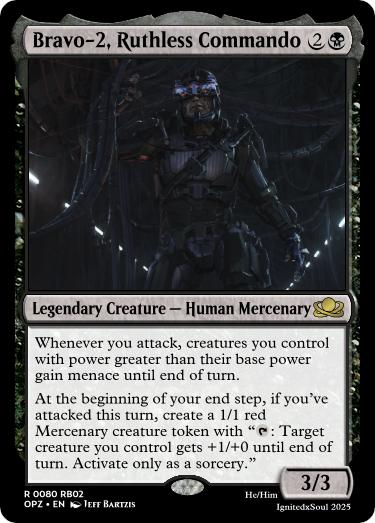 Bravo-2, Ruthless Commando 2
Legendary Creature — Human Mercenary
Whenever you attack, creatures you control
with power greater than their base power
gain menace until end of turn.
At the beginning of your end step, if you've
attacked this turn, create a 1/1 red
Mercenary creature token with “: Target
creature you control gets +1/+0 until end of
turn. Activate only as a sorcery.”
3/3
R 0080 RB02
OPZ • EN Jeff Bartzis
He/Him
IgnitedxSoul 2025